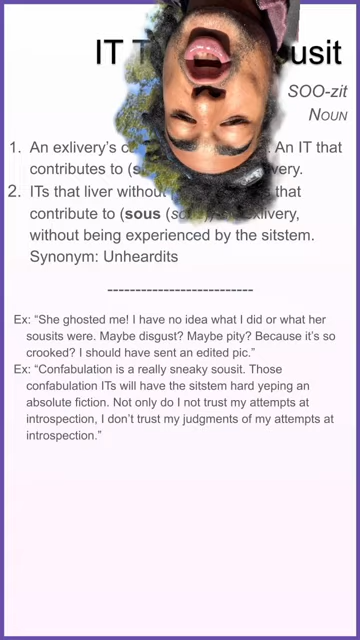 IT T usit
SOO-zit
NOUN
1. An exlivery's c An IT that
contributes to (s very.
2. ITs that liver without that
contribute to (sous (so xlivery,
without being experienced by the sitstem.
Synonym: Unheardits
---------------------------
Ex: “She ghosted me! I have no idea what I did or what her
sousits were. Maybe disgust? Maybe pity? Because it’s so
crooked? I should have sent an edited pic.”
Ex: “Confabulation is a really sneaky sousit. Those
confabulation ITs will have the sitstem hard yeping an
absolute fiction. Not only do I not trust my attempts at
introspection, I don’t trust my judgments of my attempts at
introspection.”